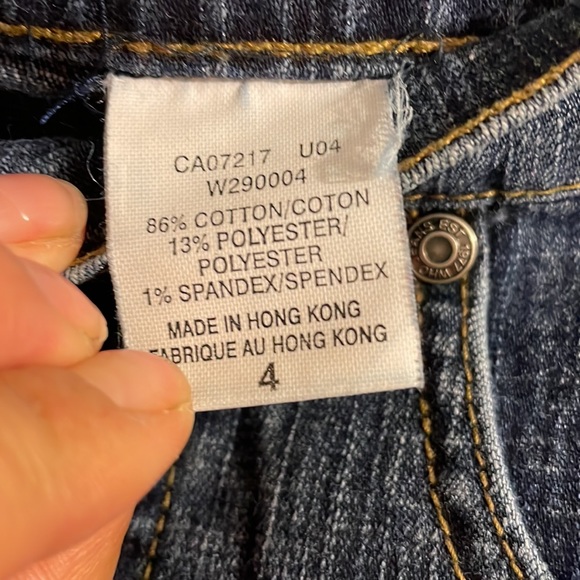 CA07217 U04
W290004
86% COTTON/COTON
13% POLYESTER/
POLYESTER
1% SPANDEX/SPENDEX
MADE IN HONG KONG
FABRIQUE AU HONG KONG
4